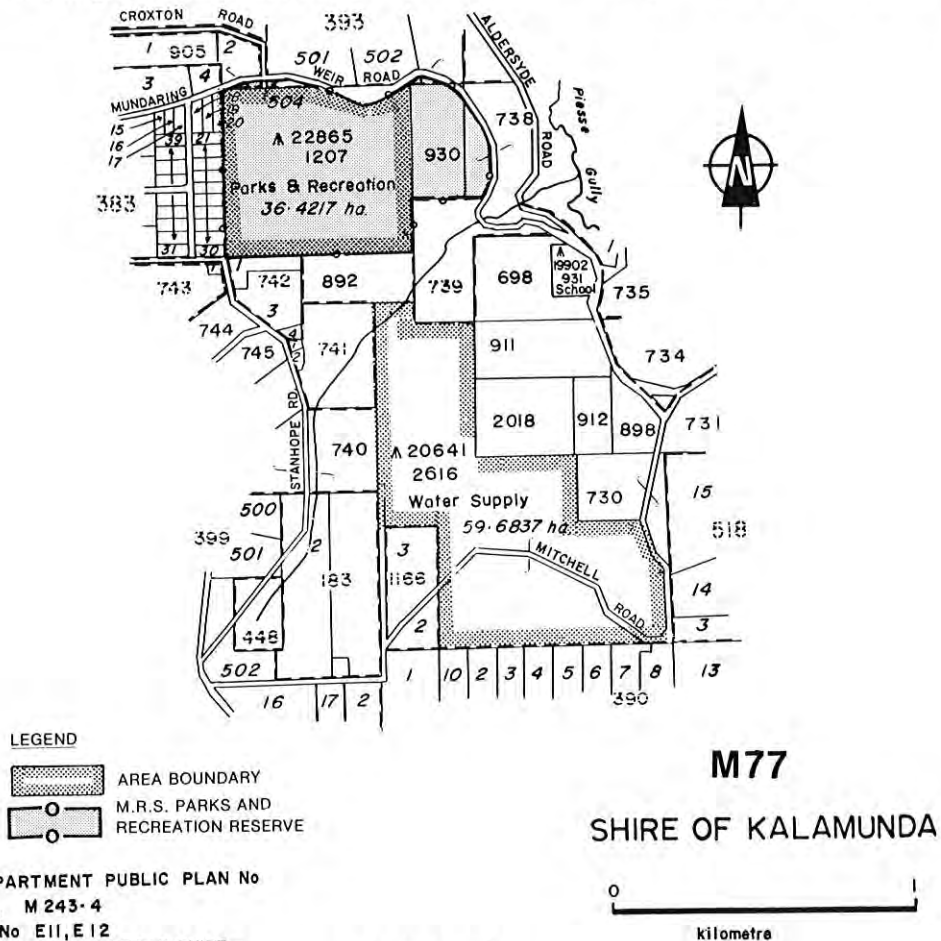 CROXTON ROAD
393
ALDERSYDE ROAD
1 905 2
501 502
WEIR ROAD
3 4
MUNDARING
504
738
Piesse Gully
15
16
17
16
19
20
39 21
22865
1207
930
N
Parks & Recreation
36·4217 ha.
383
31 30
1
743
742
892
739
698
19902
931
School
735
744
3
4
1
2
745
741
911
734
STANHOPE RD
740
2018
912
898
731
20641
2616
Water Supply
59·6837 ha.
730
15
500
399
501
2
183
3
1166
2
MITCHELL ROAD
518
14
3
448
502
16 17 2
1 10 2 3 4 5 6 7 8 13
390
LEGEND
AREA BOUNDARY
M.R.S. PARKS AND
RECREATION RESERVE
M77
SHIRE OF KALAMUNDA
PARTMENT PUBLIC PLAN No
M 243·4
No E11, E12
0 1
kilometre